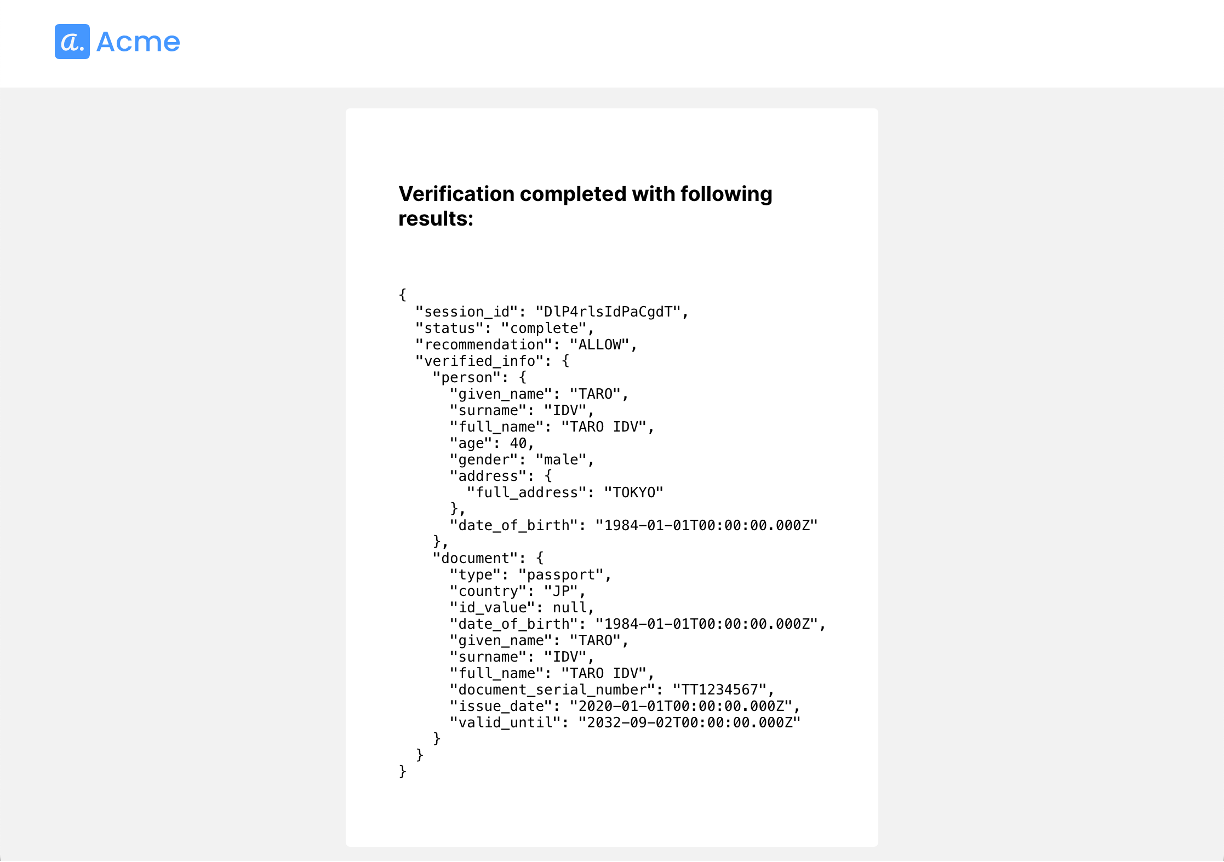 a. Acme
Verification completed with following
results:
{
  "session_id": "DlP4rlsIdPaCgdT",
  "status": "complete",
  "recommendation": "ALLOW",
  "verified_info": {
    "person": {
      "given_name": "TARO",
      "surname": "IDV",
      "full_name": "TARO IDV",
      "age": 40,
      "gender": "male",
      "address": {
        "full_address": "TOKYO"
      },
      "date_of_birth": "1984-01-01T00:00:00.000Z"
    },
    "document": {
      "type": "passport",
      "country": "JP",
      "id_value": null,
      "date_of_birth": "1984-01-01T00:00:00.000Z",
      "given_name": "TARO",
      "surname": "IDV",
      "full_name": "TARO IDV",
      "document_serial_number": "TT1234567",
      "issue_date": "2020-01-01T00:00:00.000Z",
      "valid_until": "2032-09-02T00:00:00.000Z"
    }
  }
}